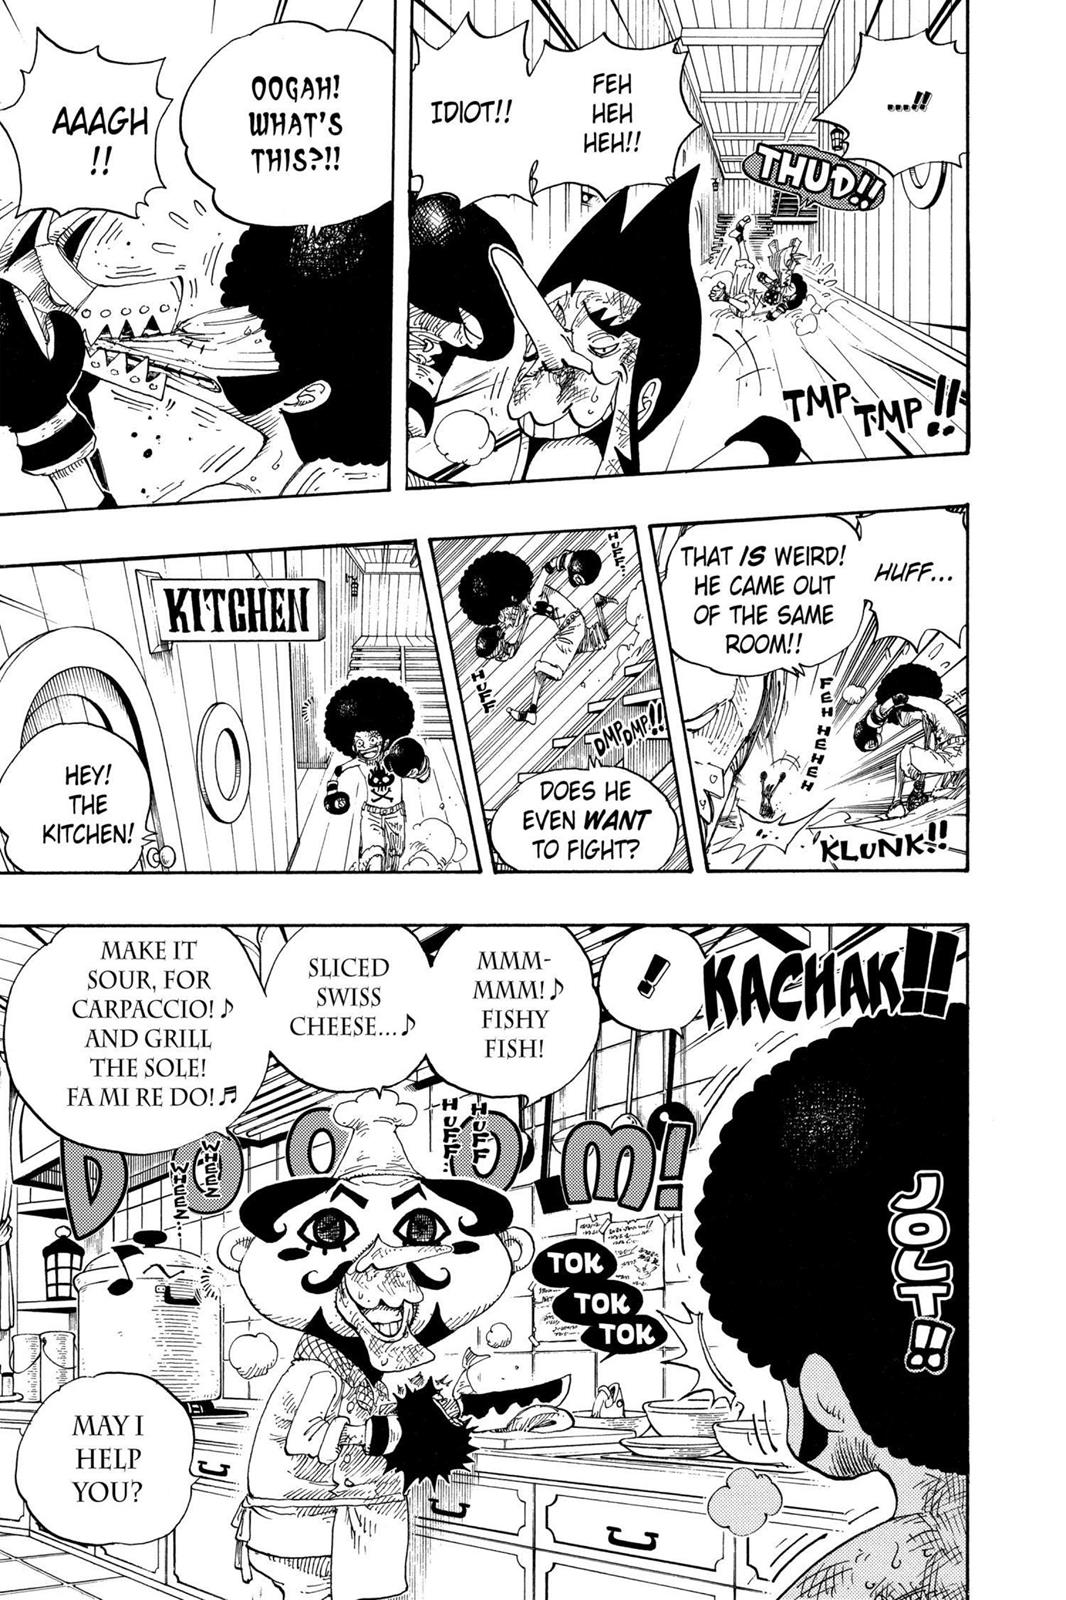 ...!!
THUD!!
TMP TMP!!
FEH
HEH
HEH!!
IDIOT!!
OOGAH!
WHAT'S
THIS?!!
AAAGH
!!
HUFF...
THAT IS WEIRD!
HE CAME OUT
OF THE SAME
ROOM!!
FEHHEHEH
KLUNK!!
HUFF...
HUFF
DMP DMP!!
DOES HE
EVEN WANT
TO FIGHT?
KITCHEN
HEY!
THE
KITCHEN!
KACHAK!!
!
JOLT!!
MMM-
MMM!♪
FISHY
FISH!
SLICED
SWISS
CHEESE...♪
MAKE IT
SOUR, FOR
CARPACCIO!♪
AND GRILL
THE SOLE!
FA MI RE DO!♬
DOOOM!
HUFF
HUFF...
WHEEZ
WHEEZ...
TOK
TOK
TOK
MAY I
HELP
YOU?